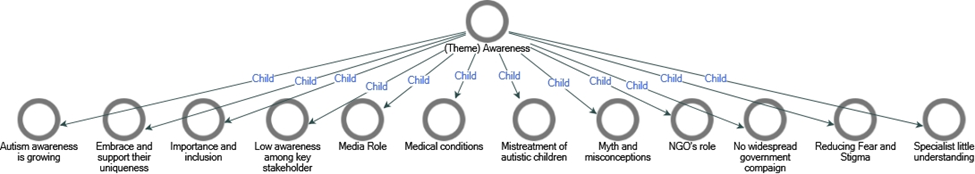 (Theme) Awareness
Child
Child
Child
Child
Child
Child
Child
Child
Child
Child
Child
Child
Autism awareness
is growing
Embrace and
support their
uniqueness
Importance and
inclusion
Low awareness
among key
stakeholder
Media Role
Medical conditions
Mistreatment of
autistic children
Myth and
misconceptions
NGO's role
No widespread
government
compaign
Reducing Fear and
Stigma
Specialist little
understanding